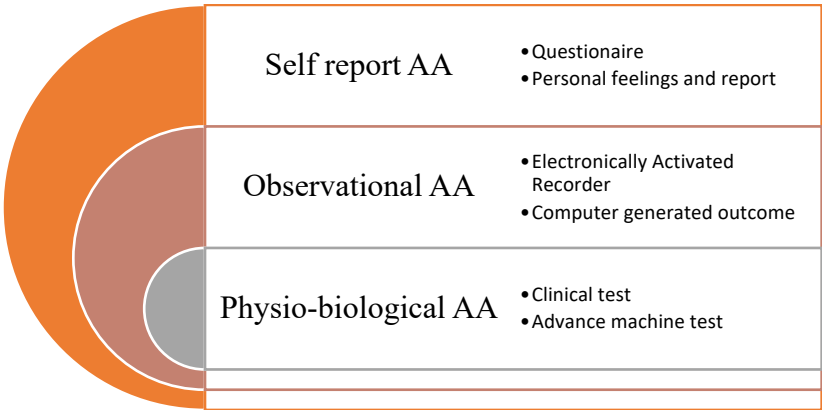 Self report AA
•Questionaire
•Personal feelings and report
Observational AA
•Electronically Activated
Recorder
•Computer generated outcome
Physio-biological AA
•Clinical test
•Advance machine test